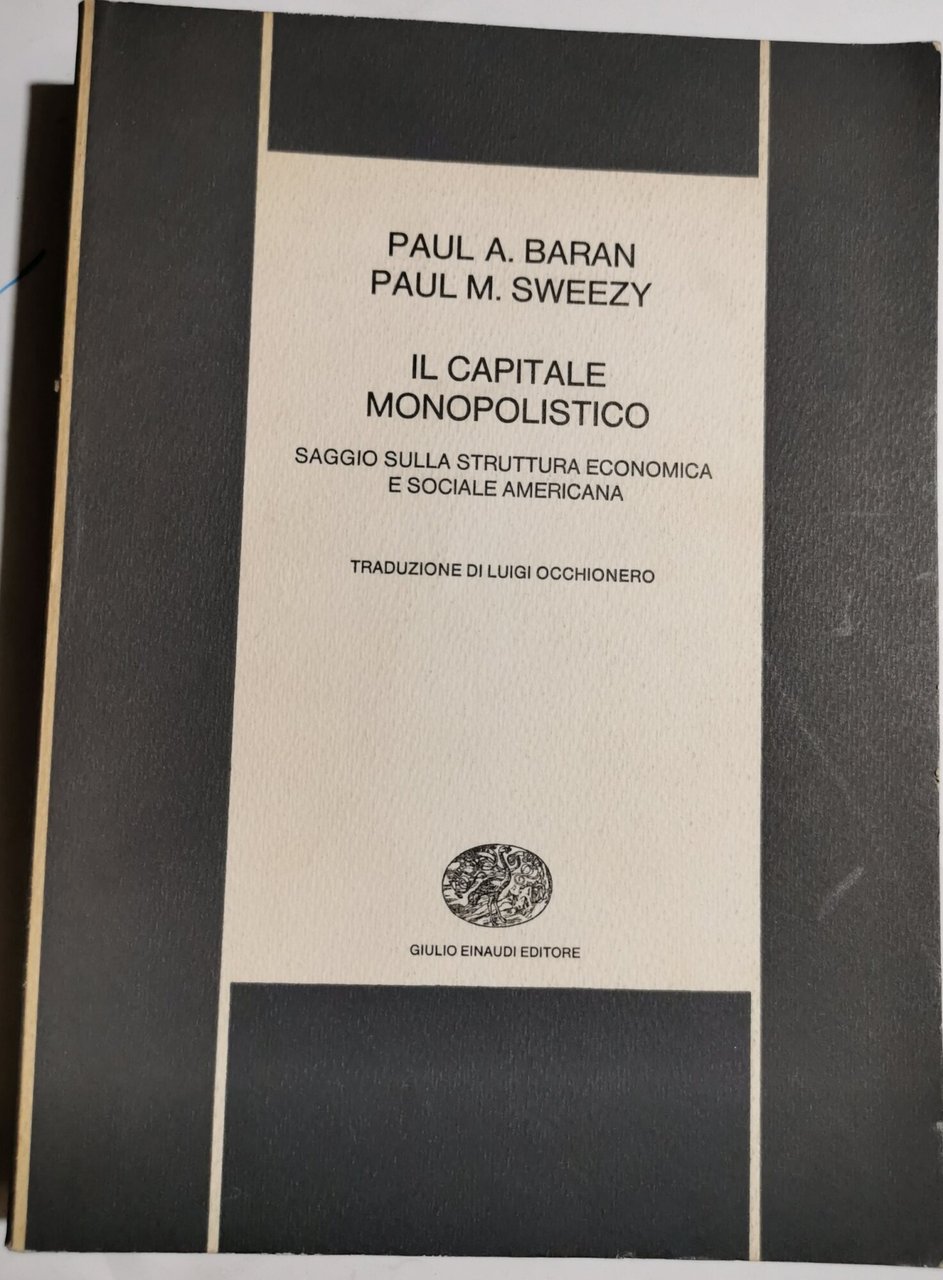 PAUL A. BARAN
PAUL M. SWEEZY
IL CAPITALE
MONOPOLISTICO
SAGGIO SULLA STRUTTURA ECONOMICA
E SOCIALE AMERICANA
TRADUZIONE DI LUIGI OCCHIONERO
GIULIO EINAUDI EDITORE